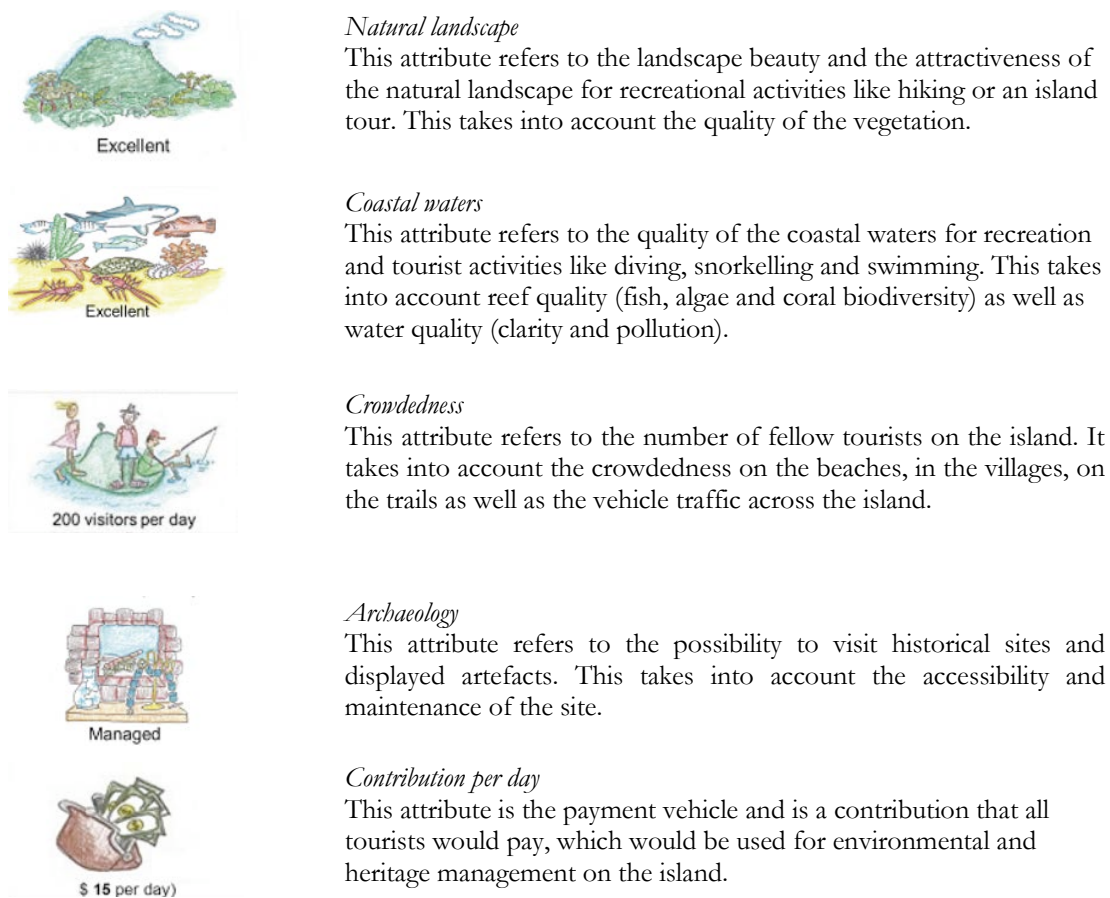 Natural landscape
This attribute refers to the landscape beauty and the attractiveness of
the natural landscape for recreational activities like hiking or an island
tour. This takes into account the quality of the vegetation.
Excellent
Coastal waters
This attribute refers to the quality of the coastal waters for recreation
and tourist activities like diving, snorkelling and swimming. This takes
into account reef quality (fish, algae and coral biodiversity) as well as
water quality (clarity and pollution).
Excellent
Crowdedness
This attribute refers to the number of fellow tourists on the island. It
takes into account the crowdedness on the beaches, in the villages, on
the trails as well as the vehicle traffic across the island.
200 visitors per day
Archaeology
This attribute refers to the possibility to visit historical sites and
displayed artefacts. This takes into account the accessibility and
maintenance of the site.
Managed
Contribution per day
This attribute is the payment vehicle and is a contribution that all
tourists would pay, which would be used for environmental and
heritage management on the island.
$ 15 per day)